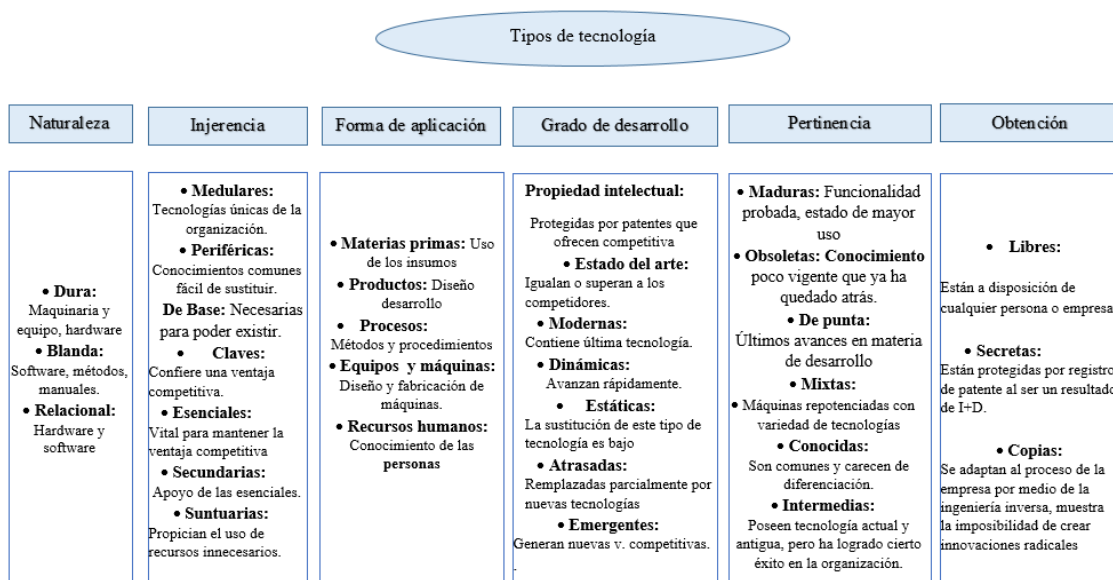 Tipos de tecnología
Naturaleza
Injerencia
Forma de aplicación
Grado de desarrollo
Pertinencia
Obtención
• Dura:
Maquinaria y
equipo, hardware
• Blanda:
Software, métodos,
manuales.
• Relacional:
Hardware y
software
• Medulares:
Tecnologías únicas de la
organización.
• Periféricas:
Conocimientos comunes
fácil de sustituir.
De Base: Necesarias
para poder existir.
• Claves:
Confiere una ventaja
competitiva.
• Esenciales:
Vital para mantener la
ventaja competitiva
• Secundarias:
Apoyo de las esenciales.
• Suntuarias:
Propician el uso de
recursos innecesarios.
• Materias primas: Uso
de los insumos
• Productos: Diseño
desarrollo
• Procesos:
Métodos y procedimientos
• Equipos y máquinas:
Diseño y fabricación de
máquinas.
• Recursos humanos:
Conocimiento de las
personas
Propiedad intelectual:
Protegidas por patentes que
ofrecen competitiva
• Estado del arte:
Igualan o superan a los
competidores.
• Modernas:
Contiene última tecnología.
• Dinámicas:
Avanzan rápidamente.
• Estáticas:
La sustitución de este tipo de
tecnología es bajo
• Atrasadas:
Remplazadas parcialmente por
nuevas tecnologías
• Emergentes:
Generan nuevas v. competitivas.
.
• Maduras: Funcionalidad
probada, estado de mayor
uso
• Obsoletas: Conocimiento
poco vigente que ya ha
quedado atrás.
• De punta:
Últimos avances en materia
de desarrollo
• Mixtas:
• Máquinas repotenciadas con
variedad de tecnologías
• Conocidas:
Son comunes y carecen de
diferenciación.
• Intermedias:
Poseen tecnología actual y
antigua, pero ha logrado cierto
éxito en la organización.
• Libres:
Están a disposición de
cualquier persona o empresa
• Secretas:
Están protegidas por registro
de patente al ser un resultado
de I+D.
• Copias:
Se adaptan al proceso de la
empresa por medio de la
ingeniería inversa, muestra
la imposibilidad de crear
innovaciones radicales